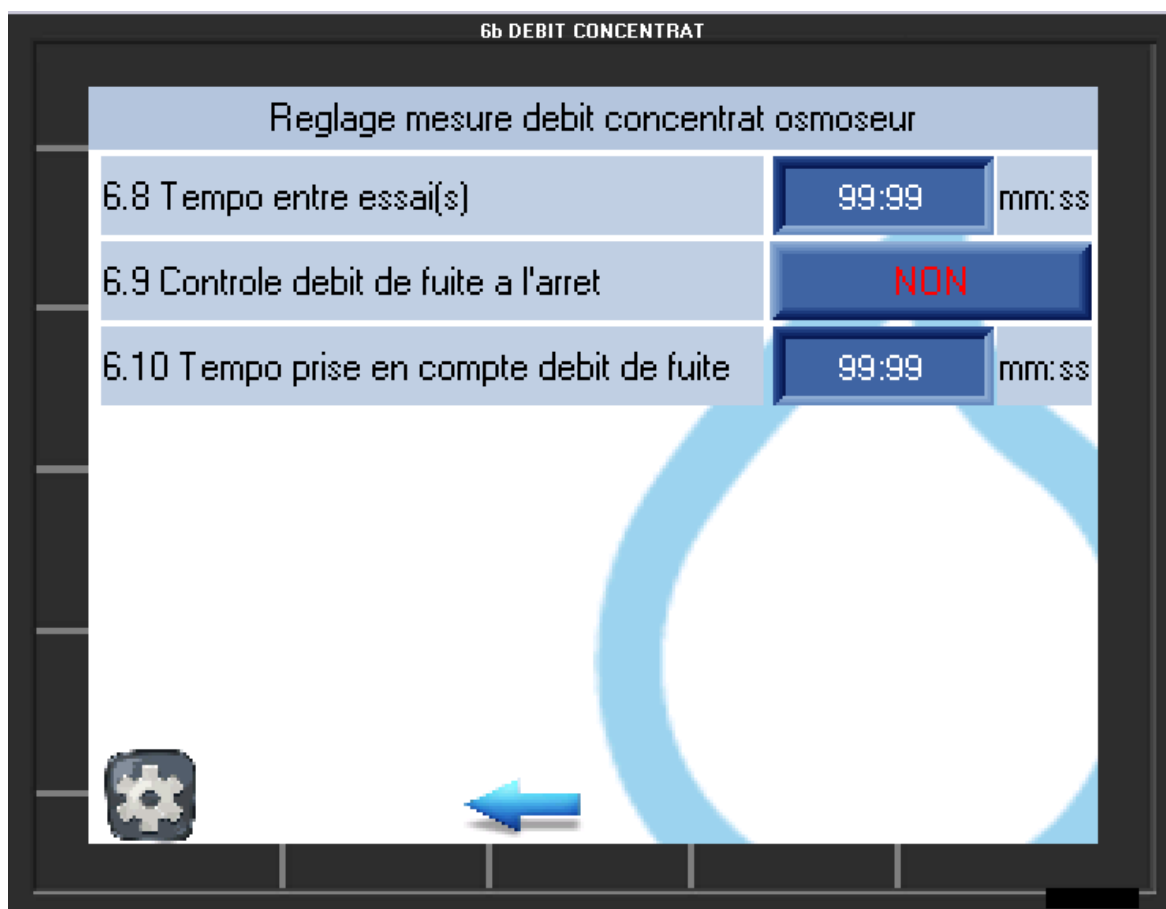 6b DEBIT CONCENTRAT
Reglage mesure debit concentrat osmoseur
6.8 Tempo entre essai(s) 99:99 mm:ss
6.9 Controle debit de fuite a l'arret NON
6.10 Tempo prise en compte debit de fuite 99:99 mm:ss